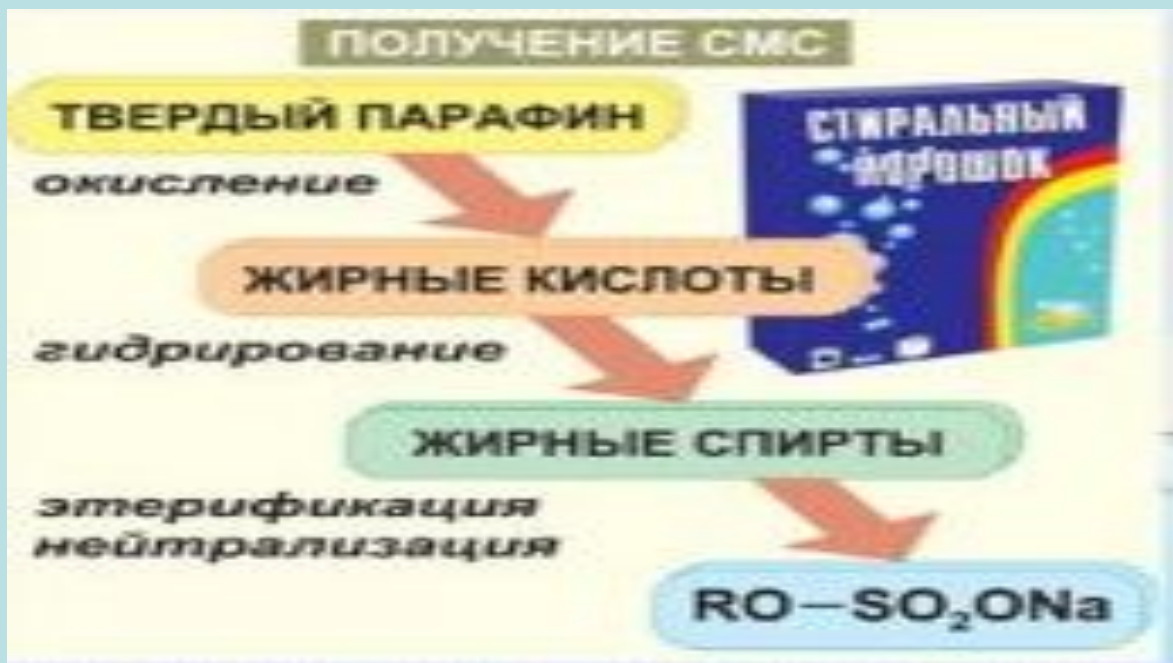 ПОЛУЧЕНИЕ СМС
ТВЕРДЫЙ ПАРАФИН
СТИРАЛЬНЫЙ
ПОРОШОК
окисление
ЖИРНЫЕ КИСЛОТЫ
гидрирование
ЖИРНЫЕ СПИРТЫ
этерификация
нейтрализация
RO–SO₂ONa